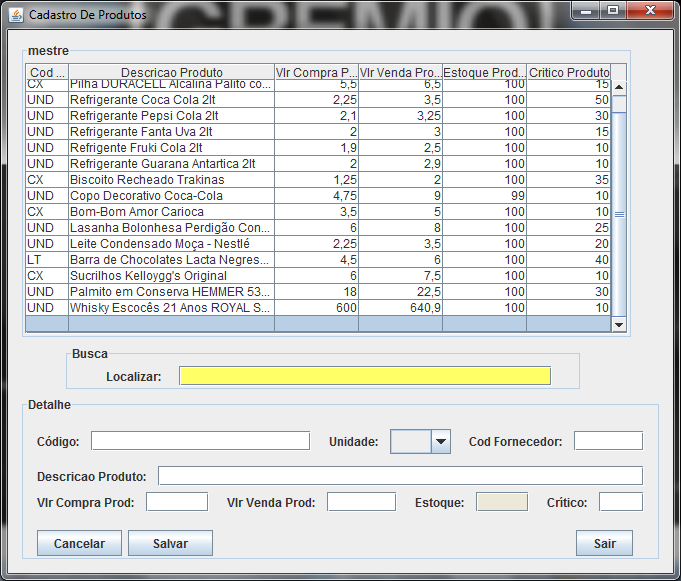 GREMIO
Cadastro De Produtos
mestre
Cod ... Descricao Produto Vlr Compra P... Vlr Venda Pro... Estoque Prod... Critico Produto
CX Pilha DURACELL Alcalina Palito co... 5,5 6,5 100 15
UND Refrigerante Coca Cola 2lt 2,25 3,5 100 50
UND Refrigerante Pepsi Cola 2lt 2,1 3,25 100 30
UND Refrigerante Fanta Uva 2lt 2 3 100 15
UND Refrigente Fruki Cola 2lt 1,9 2,5 100 10
UND Refrigerante Guarana Antartica 2lt 2 2,9 100 10
CX Biscoito Recheado Trakinas 1,25 2 100 35
UND Copo Decorativo Coca-Cola 4,75 9 99 10
CX Bom-Bom Amor Carioca 3,5 5 100 10
UND Lasanha Bolonhesa Perdigão Con... 6 8 100 25
UND Leite Condensado Moça - Nestlé 2,25 3,5 100 20
LT Barra de Chocolates Lacta Negres... 4,5 6 100 40
CX Sucrilhos Kelloygg's Original 6 7,5 100 10
UND Palmito em Conserva HEMMER 53... 18 22,5 100 30
UND Whisky Escocês 21 Anos ROYAL S... 600 640,9 100 10
Busca
Localizar:
Detalhe
Código: Unidade: Cod Fornecedor:
Descricao Produto:
Vlr Compra Prod: Vlr Venda Prod: Estoque: Crítico:
Cancelar Salvar Sair